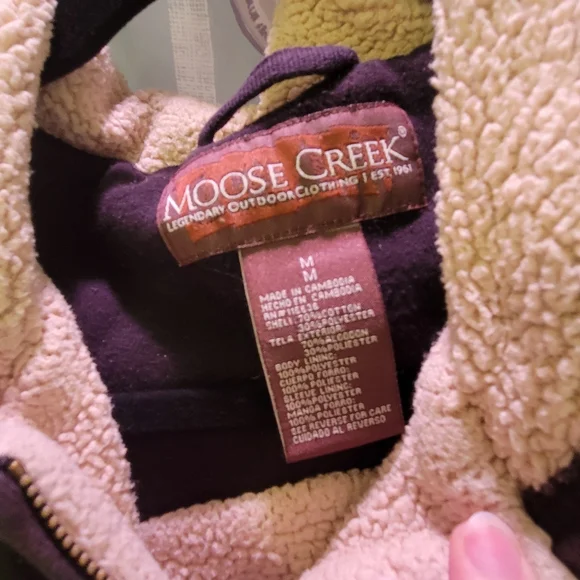 MOOSE CREEK®
LEGENDARY OUTDOOR CLOTHING | EST. 1961
M
M
MADE IN CAMBODIA
HECHO EN CAMBODIA
SHELL: 70%COTTON
30%POLYESTER
TELA EXTERIOR:
70%ALGODON
30%POLIESTER
BODY LINING:
100%POLYESTER
CUERPO FORRO:
100%POLIESTER
SLEEVE LINING:
100%POLYESTER
MANGA FORRO:
100%POLIESTER
SEE REVERSE FOR CARE
CUIDADO AL REVERSO